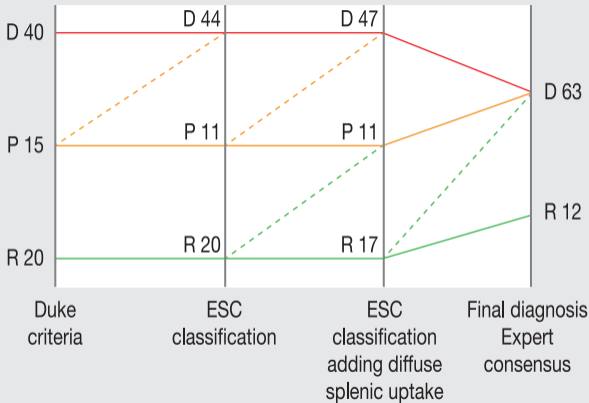 D 40
D 44
D 47
D 63
P 15
P 11
P 11
R 12
R 20
R 20
R 17
Duke
criteria
ESC
classification
ESC
classification
adding diffuse
splenic uptake
Final diagnosis
Expert
consensus